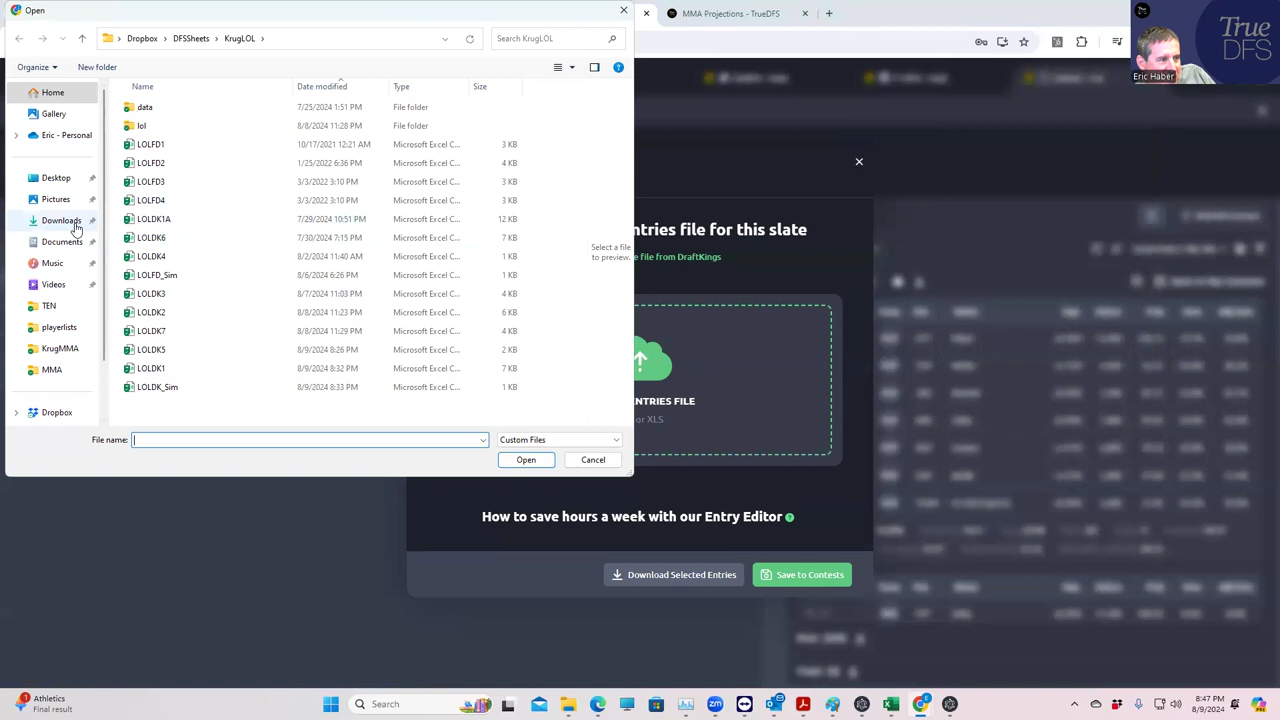 Open
MMA Projections - TrueDFS
True
DFS
Eric Haber
Dropbox > DFSSheets > KrugLOL >
Search KrugLOL
Organize
New folder
Name
Date modified
Type
Size
Home
Gallery
Eric - Personal
Desktop
Pictures
Downloads
Documents
Music
Videos
TEN
playerlists
KrugMMA
MMA
Dropbox
data 7/25/2024 1:51 PM File folder
lol 8/8/2024 11:28 PM File folder
LOLFD1 10/17/2021 12:21 AM Microsoft Excel C... 3 KB
LOLFD2 1/25/2022 6:36 PM Microsoft Excel C... 4 KB
LOLFD3 3/3/2022 3:10 PM Microsoft Excel C... 3 KB
LOLFD4 3/3/2022 3:10 PM Microsoft Excel C... 3 KB
LOLDK1A 7/29/2024 10:51 PM Microsoft Excel C... 12 KB
LOLDK6 7/30/2024 7:15 PM Microsoft Excel C... 7 KB
LOLDK4 8/2/2024 11:40 AM Microsoft Excel C... 1 KB
LOLFD_Sim 8/6/2024 6:26 PM Microsoft Excel C... 1 KB
LOLDK3 8/7/2024 11:03 PM Microsoft Excel C... 4 KB
LOLDK2 8/8/2024 11:23 PM Microsoft Excel C... 6 KB
LOLDK7 8/8/2024 11:29 PM Microsoft Excel C... 4 KB
LOLDK5 8/9/2024 8:26 PM Microsoft Excel C... 2 KB
LOLDK1 8/9/2024 8:32 PM Microsoft Excel C... 7 KB
LOLDK_Sim 8/9/2024 8:33 PM Microsoft Excel C... 1 KB
Select a file
to preview.
File name:
Custom Files
Open
Cancel
entries file for this slate
file from DraftKings
ENTRIES FILE
or XLS
How to save hours a week with our Entry Editor
Download Selected Entries
Save to Contests
Athletics
Final result
Search
8:47 PM
8/9/2024